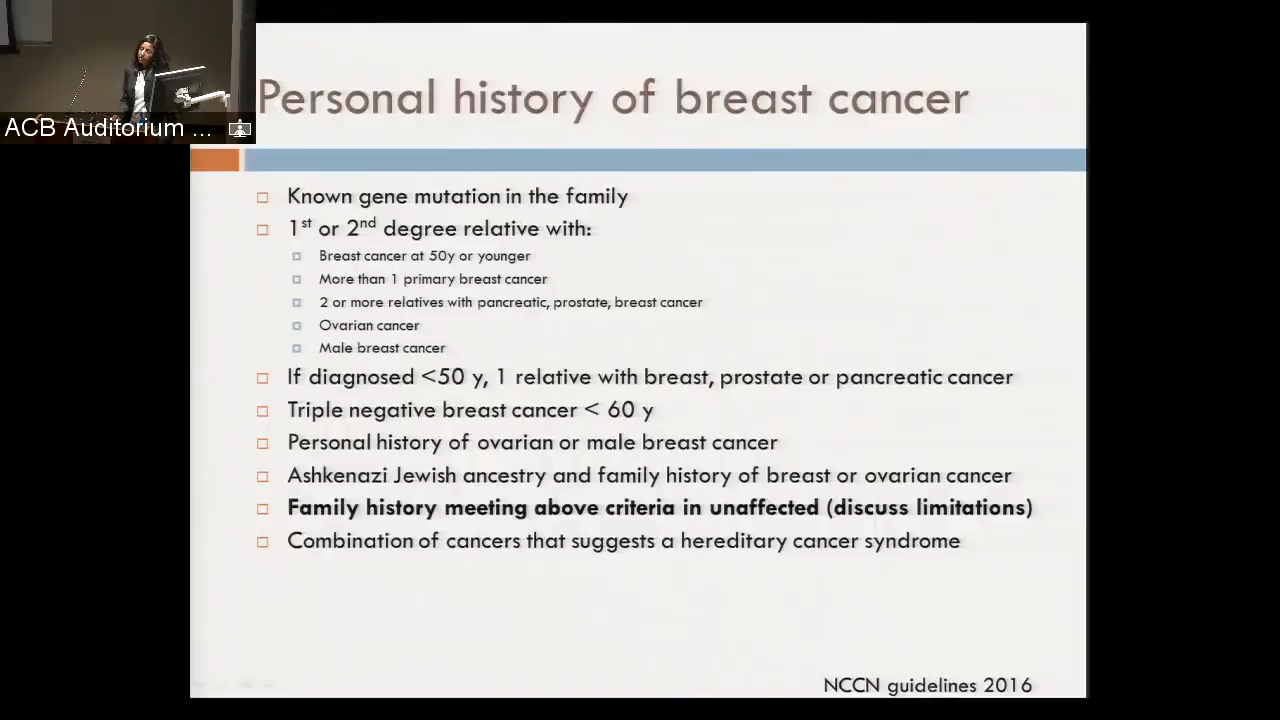 Personal history of breast cancer
ACB Auditorium ...
Known gene mutation in the family
1st or 2nd degree relative with:
Breast cancer at 50y or younger
More than 1 primary breast cancer
2 or more relatives with pancreatic, prostate, breast cancer
Ovarian cancer
Male breast cancer
If diagnosed <50 y, 1 relative with breast, prostate or pancreatic cancer
Triple negative breast cancer < 60 y
Personal history of ovarian or male breast cancer
Ashkenazi Jewish ancestry and family history of breast or ovarian cancer
Family history meeting above criteria in unaffected (discuss limitations)
Combination of cancers that suggests a hereditary cancer syndrome
NCCN guidelines 2016